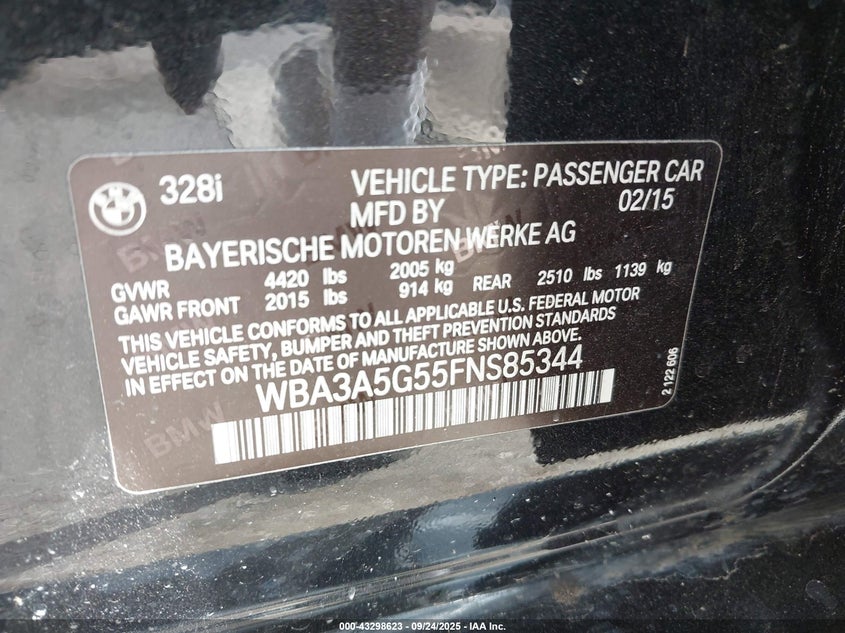 328i
VEHICLE TYPE: PASSENGER CAR
MFD BY 02/15
BAYERISCHE MOTOREN WERKE AG
GVWR 4420 lbs 2005 kg
GAWR FRONT 2015 lbs 914 kg REAR 2510 lbs 1139 kg
THIS VEHICLE CONFORMS TO ALL APPLICABLE U.S. FEDERAL MOTOR
VEHICLE SAFETY, BUMPER AND THEFT PREVENTION STANDARDS
IN EFFECT ON THE DATE OF MANUFACTURE SHOWN ABOVE.
WBA3A5G55FNS85344
2 122 606
BMW
000-43298623 - 09/24/2025 - IAA Inc.